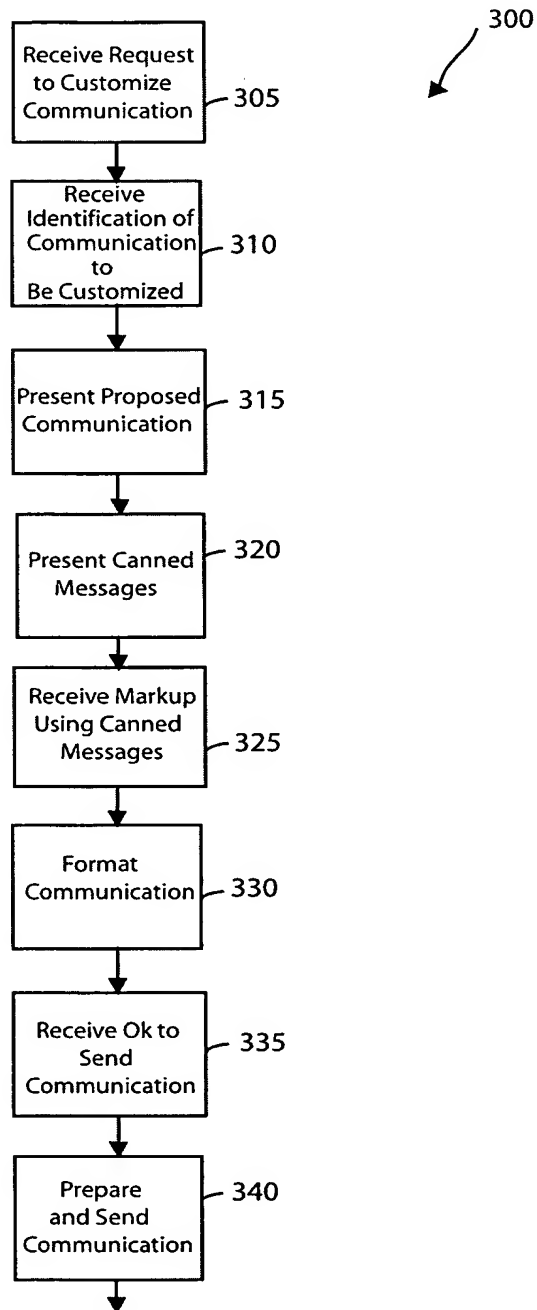 300
Receive Request
to Customize
Communication
305
Receive
Identification of
Communication
to
Be Customized
310
Present Proposed
Communication
315
Present Canned
Messages
320
Receive Markup
Using Canned
Messages
325
Format
Communication
330
Receive Ok to
Send
Communication
335
Prepare
and Send
Communication
340